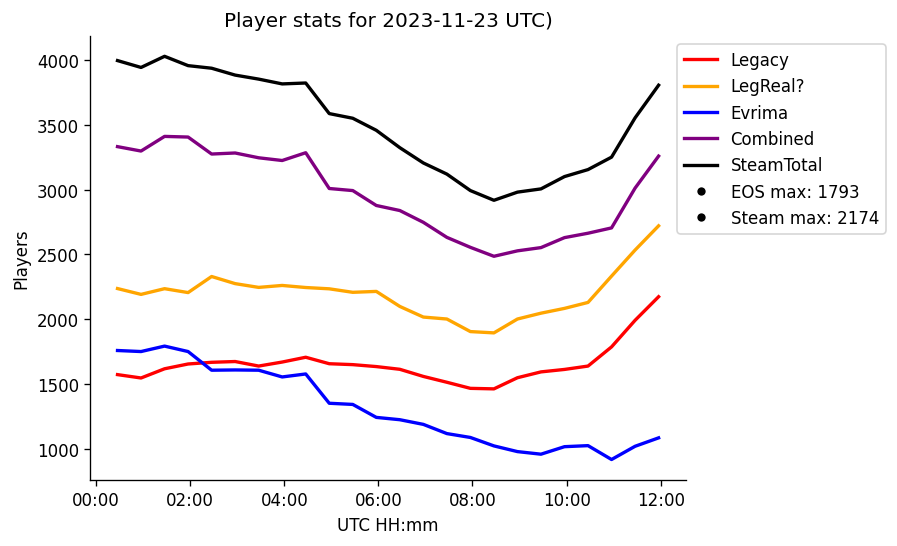 Player stats for 2023-11-23 UTC)
Players
4000
3500
3000
2500
2000
1500
1000
00:00 02:00 04:00 06:00 08:00 10:00 12:00
UTC HH:mm
Legacy
LegReal?
Evrima
Combined
SteamTotal
EOS max: 1793
Steam max: 2174